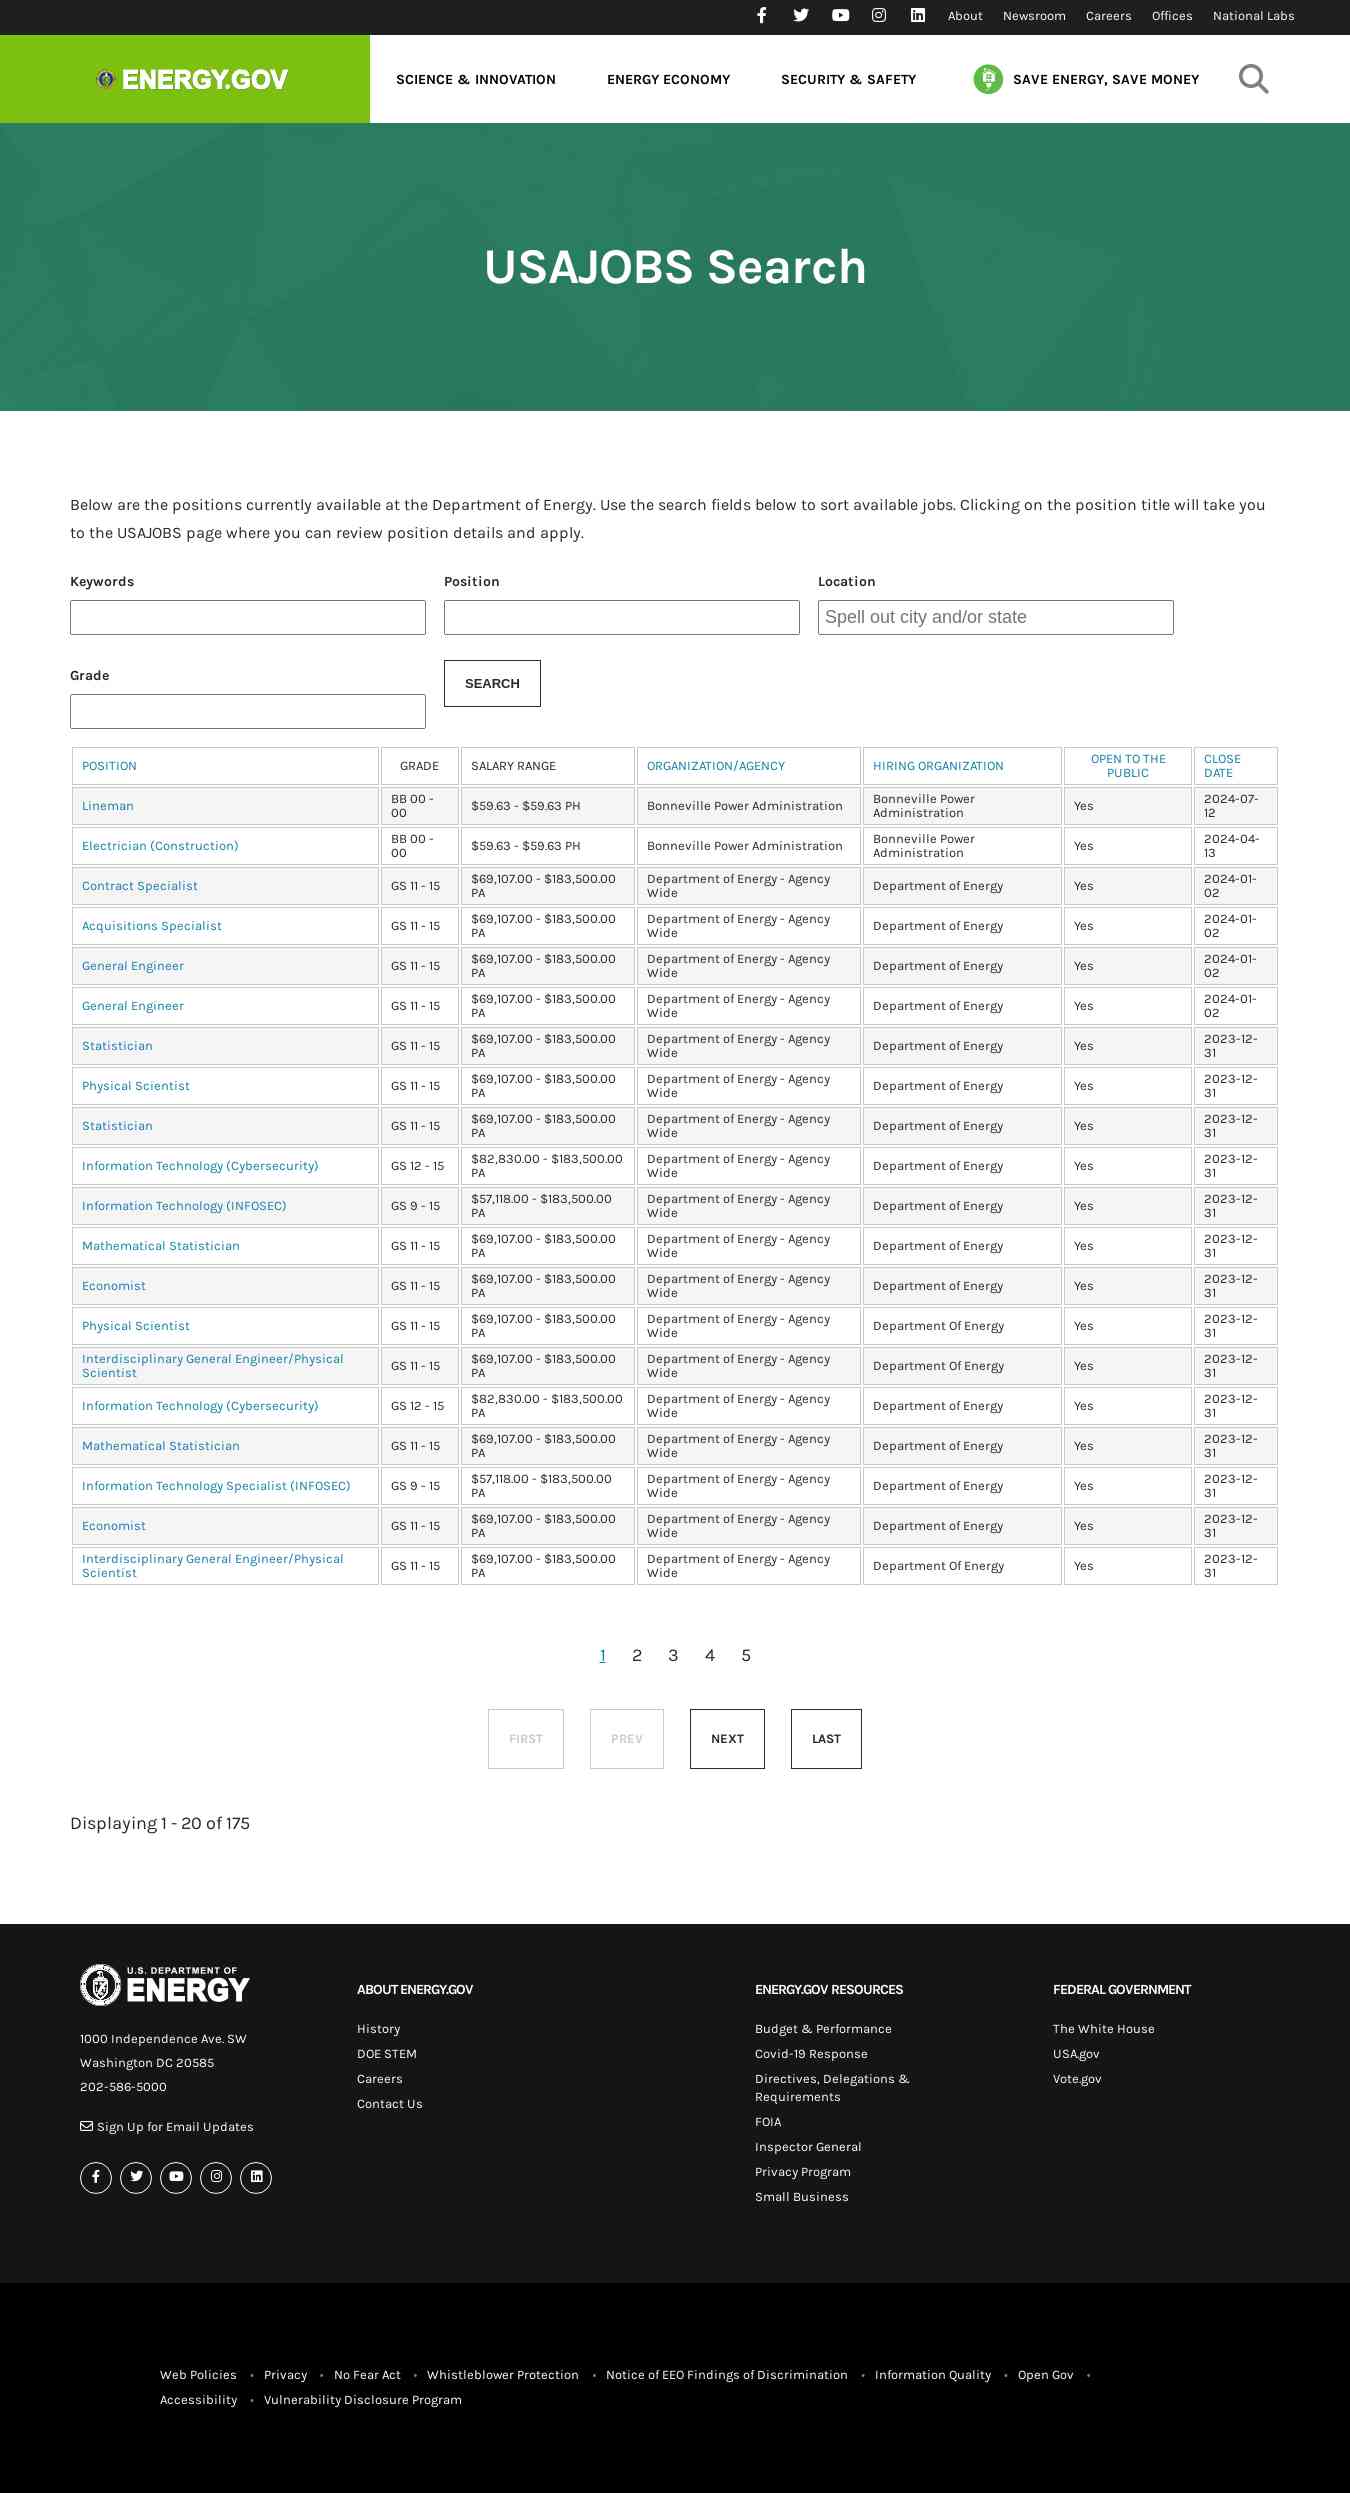 About Newsroom Careers Offices National Labs
ENERGY.GOV SCIENCE & INNOVATION ENERGY ECONOMY SECURITY & SAFETY SAVE ENERGY, SAVE MONEY
USAJOBS Search
Below are the positions currently available at the Department of Energy. Use the search fields below to sort available jobs. Clicking on the position title will take you
to the USAJOBS page where you can review position details and apply.
Keywords Position Location
Spell out city and/or state
Grade
SEARCH
POSITION GRADE SALARY RANGE ORGANIZATION/AGENCY HIRING ORGANIZATION OPEN TO THE PUBLIC CLOSE DATE
Lineman BB 00 - 00 $59.63 - $59.63 PH Bonneville Power Administration Bonneville Power Administration Yes 2024-07-12
Electrician (Construction) BB 00 - 00 $59.63 - $59.63 PH Bonneville Power Administration Bonneville Power Administration Yes 2024-04-13
Contract Specialist GS 11 - 15 $69,107.00 - $183,500.00 PA Department of Energy - Agency Wide Department of Energy Yes 2024-01-02
Acquisitions Specialist GS 11 - 15 $69,107.00 - $183,500.00 PA Department of Energy - Agency Wide Department of Energy Yes 2024-01-02
General Engineer GS 11 - 15 $69,107.00 - $183,500.00 PA Department of Energy - Agency Wide Department of Energy Yes 2024-01-02
General Engineer GS 11 - 15 $69,107.00 - $183,500.00 PA Department of Energy - Agency Wide Department of Energy Yes 2024-01-02
Statistician GS 11 - 15 $69,107.00 - $183,500.00 PA Department of Energy - Agency Wide Department of Energy Yes 2023-12-31
Physical Scientist GS 11 - 15 $69,107.00 - $183,500.00 PA Department of Energy - Agency Wide Department of Energy Yes 2023-12-31
Statistician GS 11 - 15 $69,107.00 - $183,500.00 PA Department of Energy - Agency Wide Department of Energy Yes 2023-12-31
Information Technology (Cybersecurity) GS 12 - 15 $82,830.00 - $183,500.00 PA Department of Energy - Agency Wide Department of Energy Yes 2023-12-31
Information Technology (INFOSEC) GS 9 - 15 $57,118.00 - $183,500.00 PA Department of Energy - Agency Wide Department of Energy Yes 2023-12-31
Mathematical Statistician GS 11 - 15 $69,107.00 - $183,500.00 PA Department of Energy - Agency Wide Department of Energy Yes 2023-12-31
Economist GS 11 - 15 $69,107.00 - $183,500.00 PA Department of Energy - Agency Wide Department of Energy Yes 2023-12-31
Physical Scientist GS 11 - 15 $69,107.00 - $183,500.00 PA Department of Energy - Agency Wide Department Of Energy Yes 2023-12-31
Interdisciplinary General Engineer/Physical Scientist GS 11 - 15 $69,107.00 - $183,500.00 PA Department of Energy - Agency Wide Department Of Energy Yes 2023-12-31
Information Technology (Cybersecurity) GS 12 - 15 $82,830.00 - $183,500.00 PA Department of Energy - Agency Wide Department of Energy Yes 2023-12-31
Mathematical Statistician GS 11 - 15 $69,107.00 - $183,500.00 PA Department of Energy - Agency Wide Department of Energy Yes 2023-12-31
Information Technology Specialist (INFOSEC) GS 9 - 15 $57,118.00 - $183,500.00 PA Department of Energy - Agency Wide Department of Energy Yes 2023-12-31
Economist GS 11 - 15 $69,107.00 - $183,500.00 PA Department of Energy - Agency Wide Department of Energy Yes 2023-12-31
Interdisciplinary General Engineer/Physical Scientist GS 11 - 15 $69,107.00 - $183,500.00 PA Department of Energy - Agency Wide Department Of Energy Yes 2023-12-31
1 2 3 4 5
FIRST PREV NEXT LAST
Displaying 1 - 20 of 175
U.S. DEPARTMENT OF
ENERGY
1000 Independence Ave. SW
Washington DC 20585
202-586-5000
Sign Up for Email Updates
ABOUT ENERGY.GOV
History
DOE STEM
Careers
Contact Us
ENERGY.GOV RESOURCES
Budget & Performance
Covid-19 Response
Directives, Delegations &
Requirements
FOIA
Inspector General
Privacy Program
Small Business
FEDERAL GOVERNMENT
The White House
USA.gov
Vote.gov
Web Policies • Privacy • No Fear Act • Whistleblower Protection • Notice of EEO Findings of Discrimination • Information Quality • Open Gov •
Accessibility • Vulnerability Disclosure Program